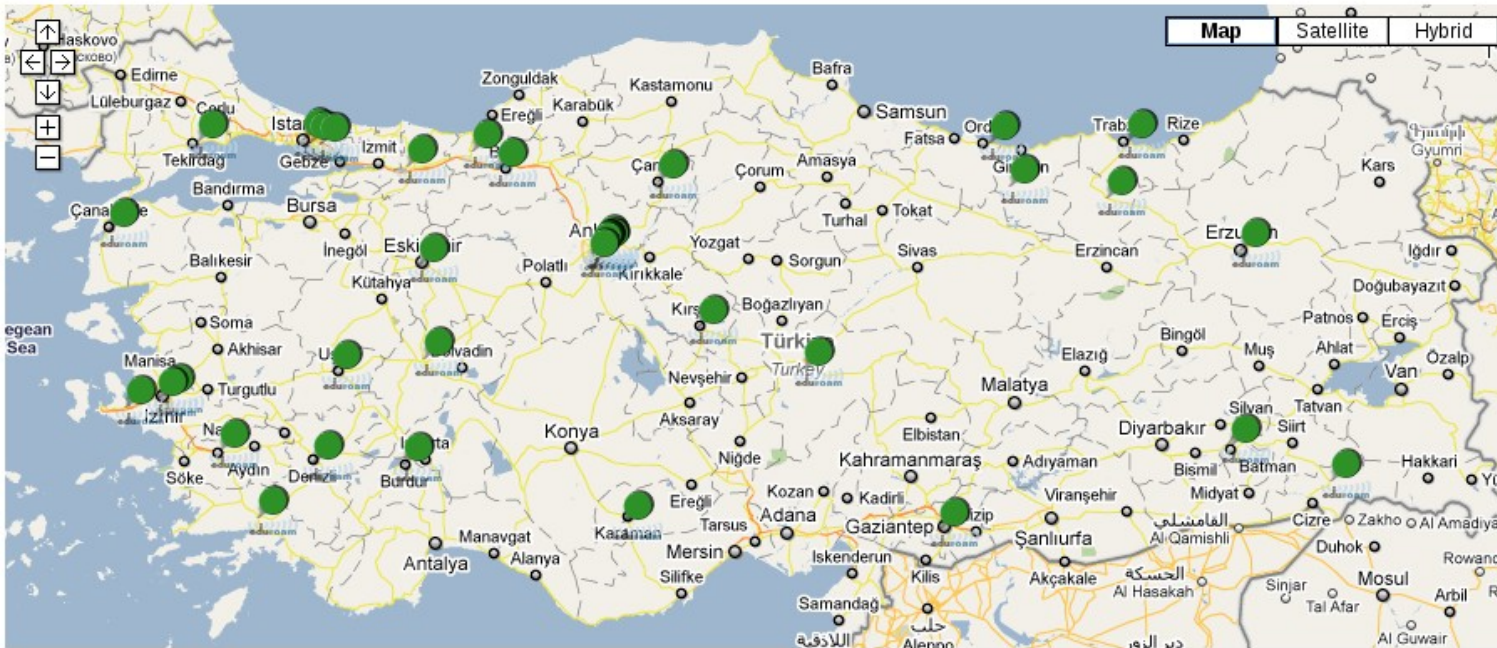 Map
Satellite
Hybrid
Haskovo
Edirne
Lüleburgaz
Tekirdağ
Gebze
Izmit
Zonguldak
Ereğli
Karabük
Kastamonu
Bafra
Samsun
Fatsa
Rize
Gyumri
Kars
Bandırma
Bursa
İnegöl
Balıkesir
Kütahya
Polatlı
Kırıkkale
Çorum
Amasya
Turhal
Tokat
Yozgat
Sorgun
Sivas
Erzincan
Iğdır
Doğubayazıt
Boğazlıyan
Patnos
Erciş
egean
Sea
Soma
Akhisar
Manisa
Turgutlu
Turkey
Nevşehir
Aksaray
Elazığ
Bingöl
Muş
Ahlat
Özalp
Van
Malatya
Tatvan
Silvan
Siirt
Diyarbakır
Bismil
Batman
Hakkari
Midyat
Konya
Niğde
Elbistan
Kahramanmaraş
Adıyaman
Söke
Aydın
Burdur
Ereğli
Kozan
Kadirli
Karaman
Tarsus
Adana
Gaziantep
Viranşehir
Şanlıurfa
القامشلي
Al Qamishli
Cizre
Zakho
Al Amadiya
Manavgat
Antalya
Alanya
Mersin
Silifke
Iskenderun
Kilis
Akçakale
الحسكة
Al Hasakah
Duhok
Sinjar
Tal Afar
Mosul
Arbil
Samandağ
اللاذقية
حلب
Aleppo
دير الزور
Al Guwair
eduroam